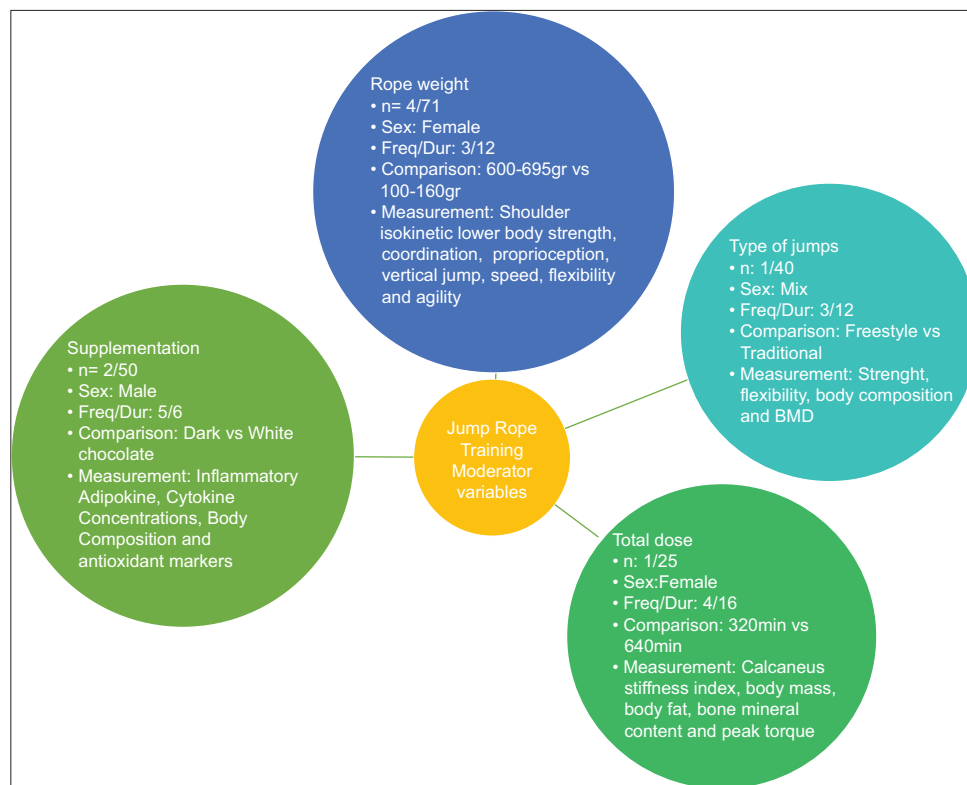 Rope weight
• n= 4/71
• Sex: Female
• Freq/Dur: 3/12
• Comparison: 600-695gr vs
100-160gr
• Measurement: Shoulder
isokinetic lower body strength,
coordination, proprioception,
vertical jump, speed, flexibility
and agility
Type of jumps
• n: 1/40
• Sex: Mix
• Freq/Dur: 3/12
• Comparison: Freestyle vs
Traditional
• Measurement: Strenght,
flexibility, body composition
and BMD
Supplementation
• n= 2/50
• Sex: Male
• Freq/Dur: 5/6
• Comparison: Dark vs White
chocolate
• Measurement: Inflammatory
Adipokine, Cytokine
Concentrations, Body
Composition and
antioxidant markers
Jump Rope
Training
Moderator
variables
Total dose
• n: 1/25
• Sex:Female
• Freq/Dur: 4/16
• Comparison: 320min vs
640min
• Measurement: Calcaneus
stiffness index, body mass,
body fat, bone mineral
content and peak torque